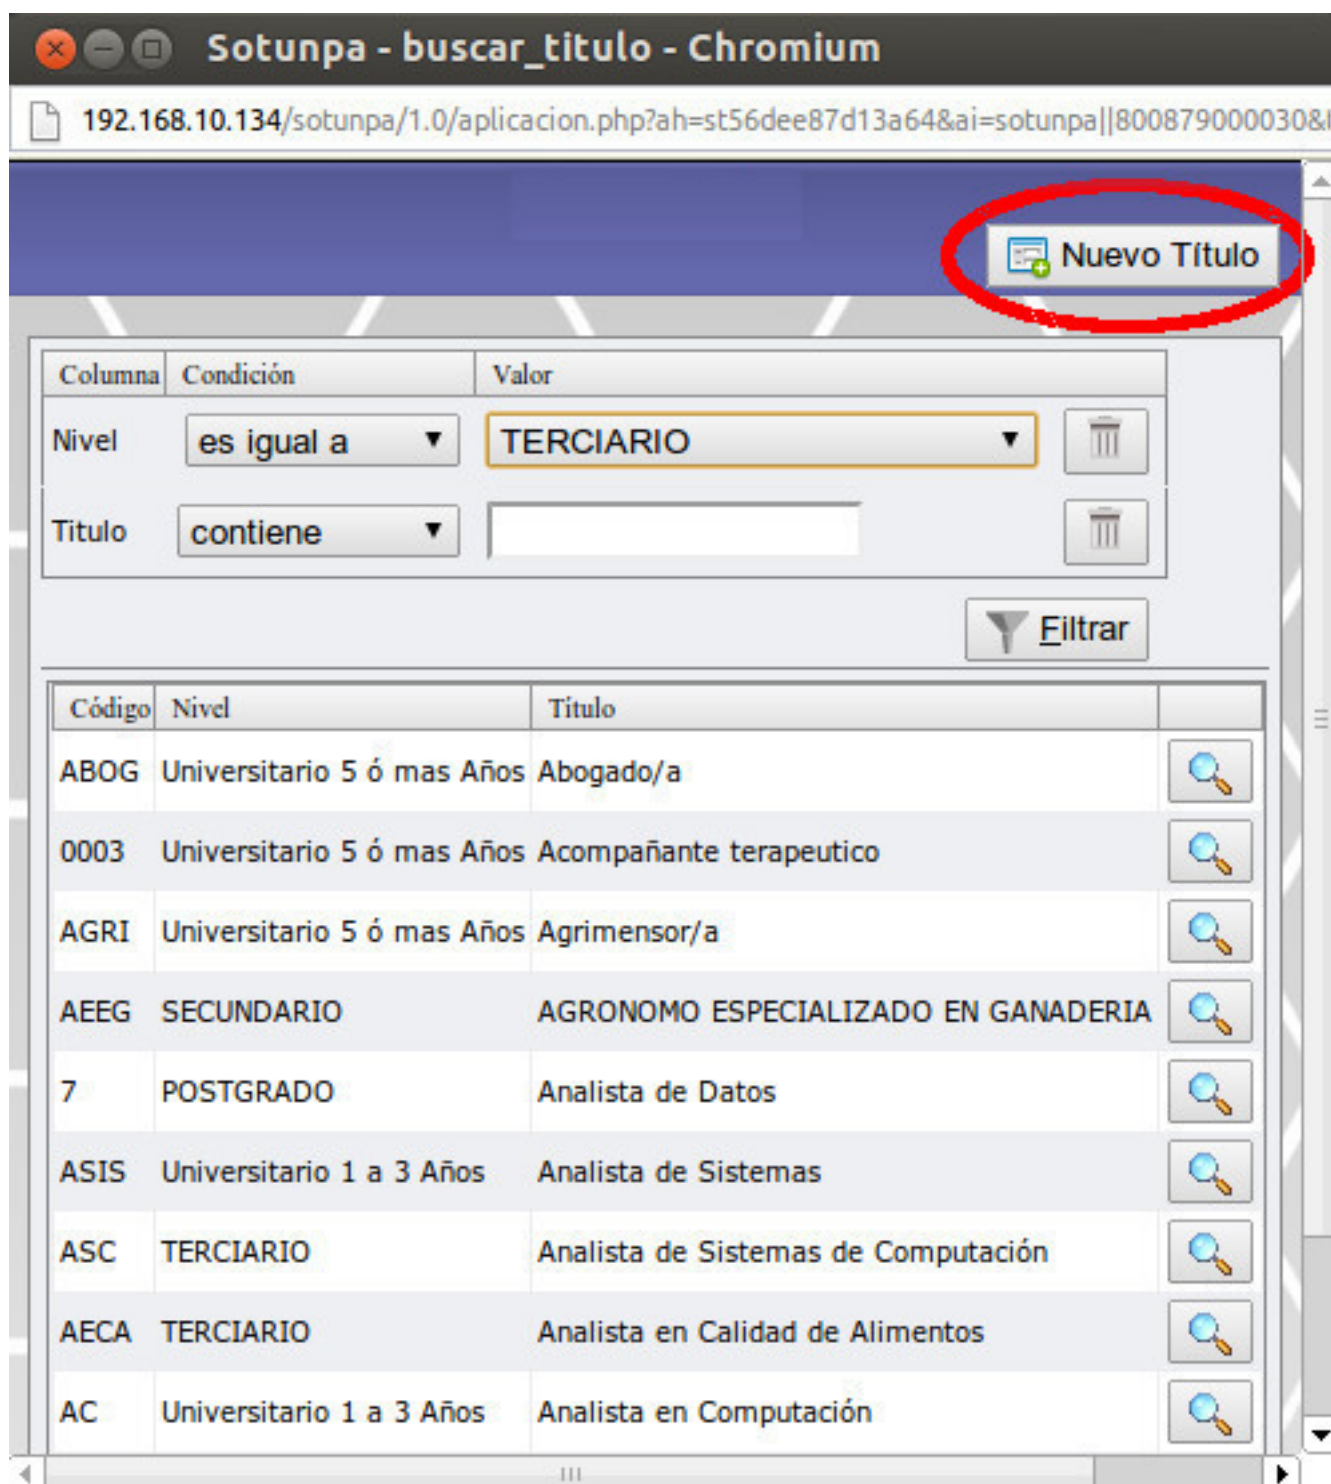 Sotunpa - buscar_titulo - Chromium
192.168.10.134/sotunpa/1.0/aplicacion.php?ah=st56dee87d13a64&ai=sotunpa||800879000030&
Nuevo Título
Columna Condición Valor
Nivel es igual a TERCIARIO
Titulo contiene
Filtrar
Código Nivel Título
ABOG Universitario 5 ó mas Años Abogado/a
0003 Universitario 5 ó mas Años Acompañante terapeutico
AGRI Universitario 5 ó mas Años Agrimensor/a
AEEG SECUNDARIO AGRONOMO ESPECIALIZADO EN GANADERIA
7 POSTGRADO Analista de Datos
ASIS Universitario 1 a 3 Años Analista de Sistemas
ASC TERCIARIO Analista de Sistemas de Computación
AECA TERCIARIO Analista en Calidad de Alimentos
AC Universitario 1 a 3 Años Analista en Computación